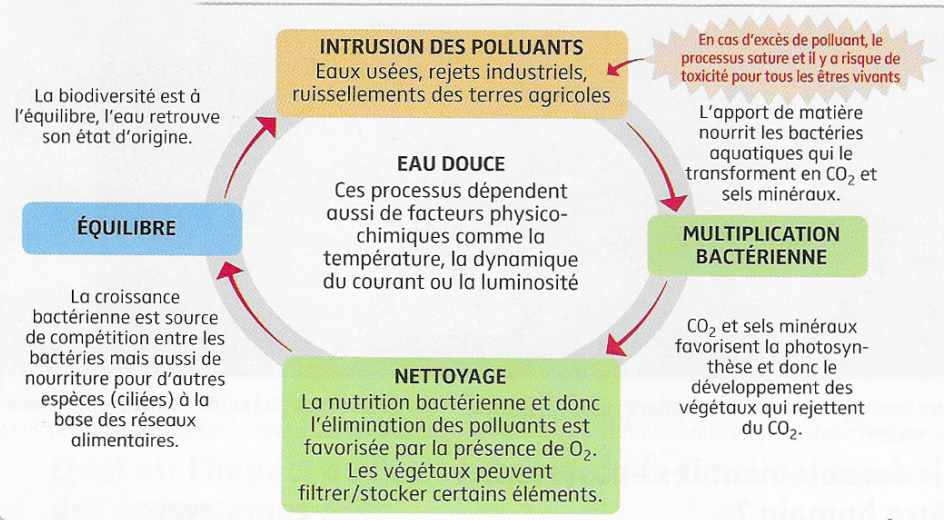 INTRUSION DES POLLUANTS
Eaux usées, rejets industriels,
ruissellements des terres agricoles
En cas d'excès de polluant, le
processus sature et il y a risque de
toxicité pour tous les êtres vivants
L'apport de matière
nourrit les bactéries
aquatiques qui le
transforment en CO₂ et
sels minéraux.
MULTIPLICATION
BACTÉRIENNE
CO₂ et sels minéraux
favorisent la photosyn-
thèse et donc le
développement des
végétaux qui rejettent
du CO₂.
NETTOYAGE
La nutrition bactérienne et donc
l'élimination des polluants est
favorisée par la présence de O₂.
Les végétaux peuvent
filtrer/stocker certains éléments.
La croissance
bactérienne est source
de compétition entre les
bactéries mais aussi de
nourriture pour d'autres
espèces (ciliées) à la
base des réseaux
alimentaires.
ÉQUILIBRE
La biodiversité est à
l'équilibre, l'eau retrouve
son état d'origine.
EAU DOUCE
Ces processus dépendent
aussi de facteurs physico-
chimiques comme la
température, la dynamique
du courant ou la luminosité